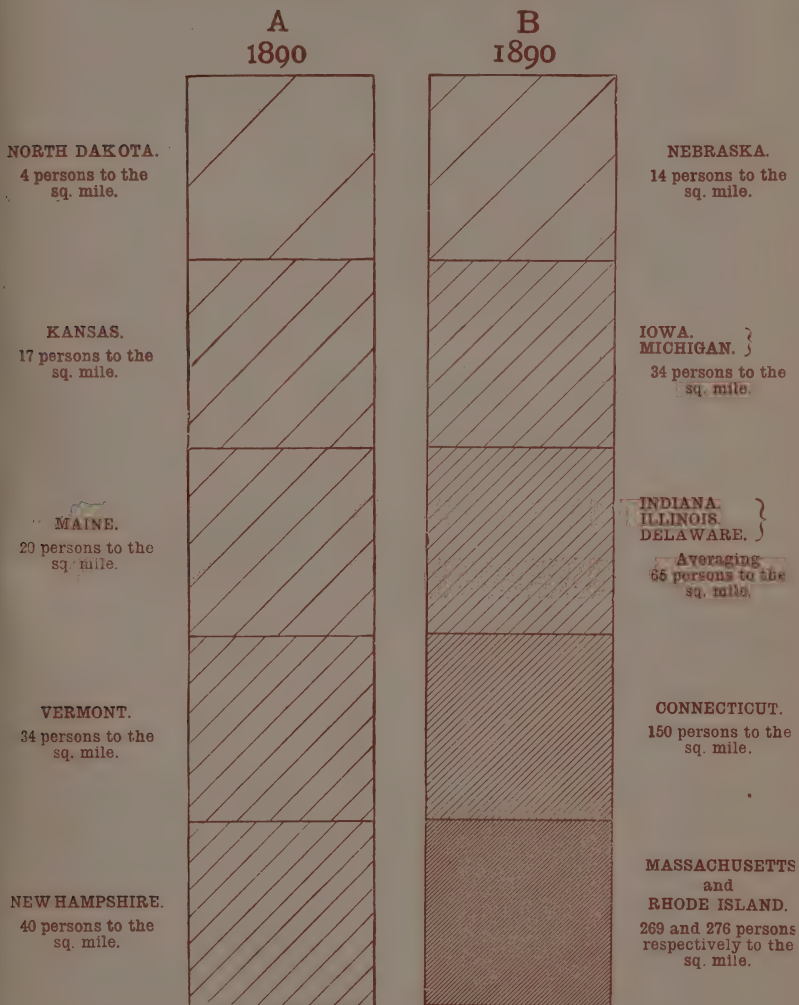 A
1890
B
1890
NORTH DAKOTA.
4 persons to the
sq. mile.
KANSAS.
17 persons to the
sq. mile.
MAINE.
20 persons to the
sq. mile.
VERMONT.
34 persons to the
sq. mile.
NEW HAMPSHIRE.
40 persons to the
sq. mile.
NEBRASKA.
14 persons to the
sq. mile.
IOWA.
MICHIGAN.
34 persons to the
sq. mile.
INDIANA.
ILLINOIS.
DELAWARE.
Averaging
65 persons to the
sq. mile.
CONNECTICUT.
150 persons to the
sq. mile.
MASSACHUSETTS
and
RHODE ISLAND.
269 and 276 persons
respectively to the
sq. mile.